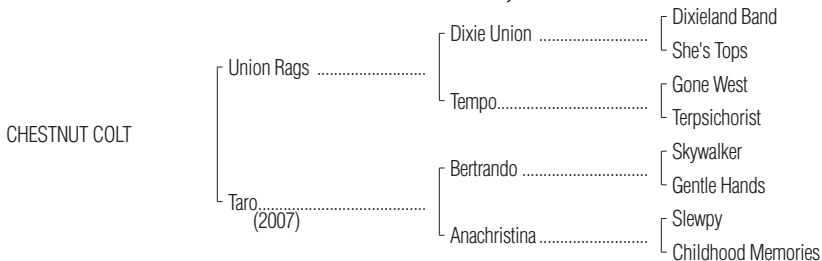 Dixieland Band
Dixie Union ..........................
She's Tops
Union Rags ..........................
Gone West
Tempo....................................
Terpsichorist
CHESTNUT COLT
Skywalker
Bertrando ..............................
Gentle Hands
Taro........................................
(2007)
Slewpy
Anachristina ..........................
Childhood Memories